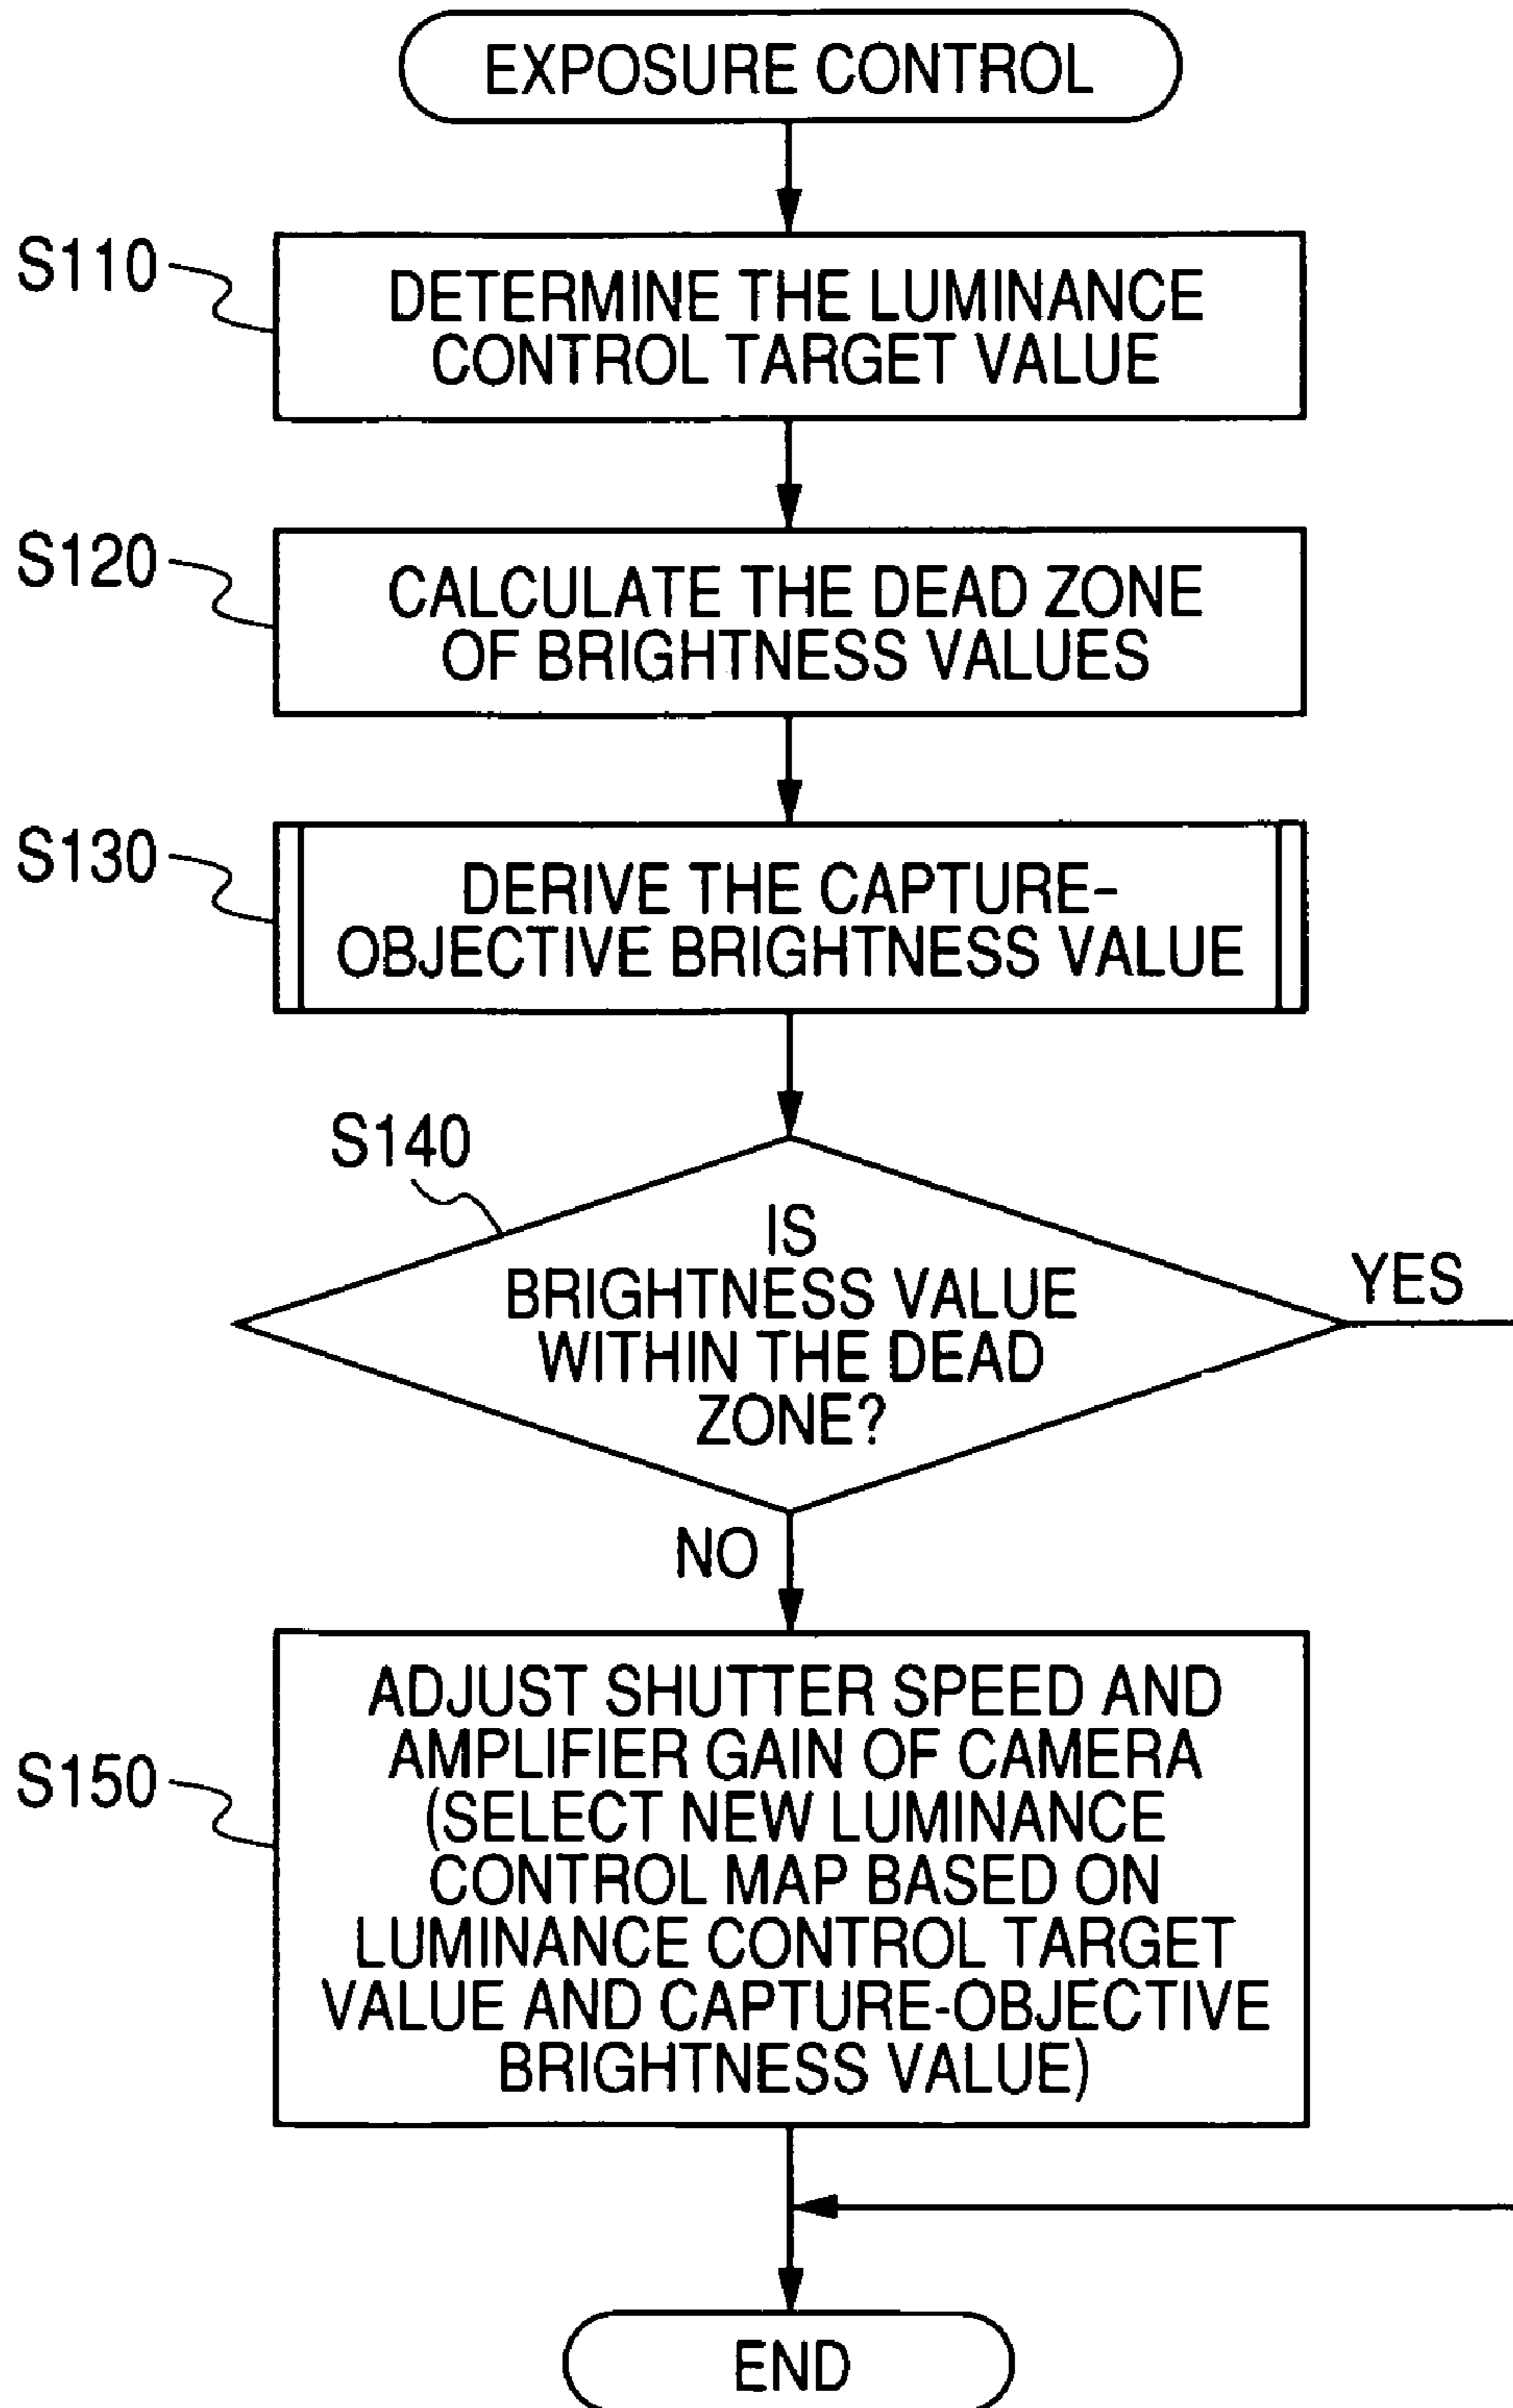 EXPOSURE CONTROL
S110
DETERMINE THE LUMINANCE
CONTROL TARGET VALUE
S120
CALCULATE THE DEAD ZONE
OF BRIGHTNESS VALUES
S130
DERIVE THE CAPTURE-
OBJECTIVE BRIGHTNESS VALUE
S140
IS
BRIGHTNESS VALUE
WITHIN THE DEAD
ZONE?
YES
NO
S150
ADJUST SHUTTER SPEED AND
AMPLIFIER GAIN OF CAMERA
(SELECT NEW LUMINANCE
CONTROL MAP BASED ON
LUMINANCE CONTROL TARGET
VALUE AND CAPTURE-OBJECTIVE
BRIGHTNESS VALUE)
END